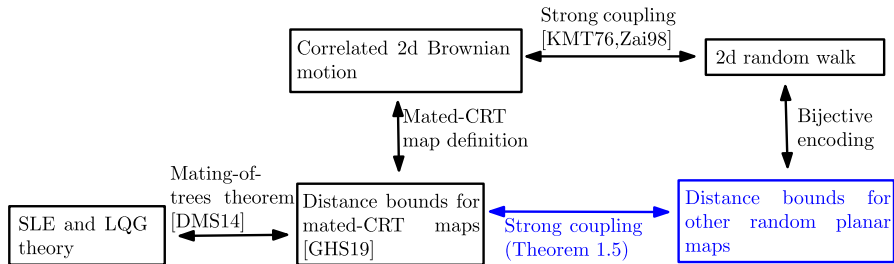 Strong coupling
[KMT76,Zai98]
Correlated 2d Brownian
motion
2d random walk
Mated-CRT
map definition
Bijective
encoding
Mating-of-
trees theorem
[DMS14]
SLE and LQG
theory
Distance bounds for
mated-CRT maps
[GHS19]
Strong coupling
(Theorem 1.5)
Distance bounds for
other random planar
maps